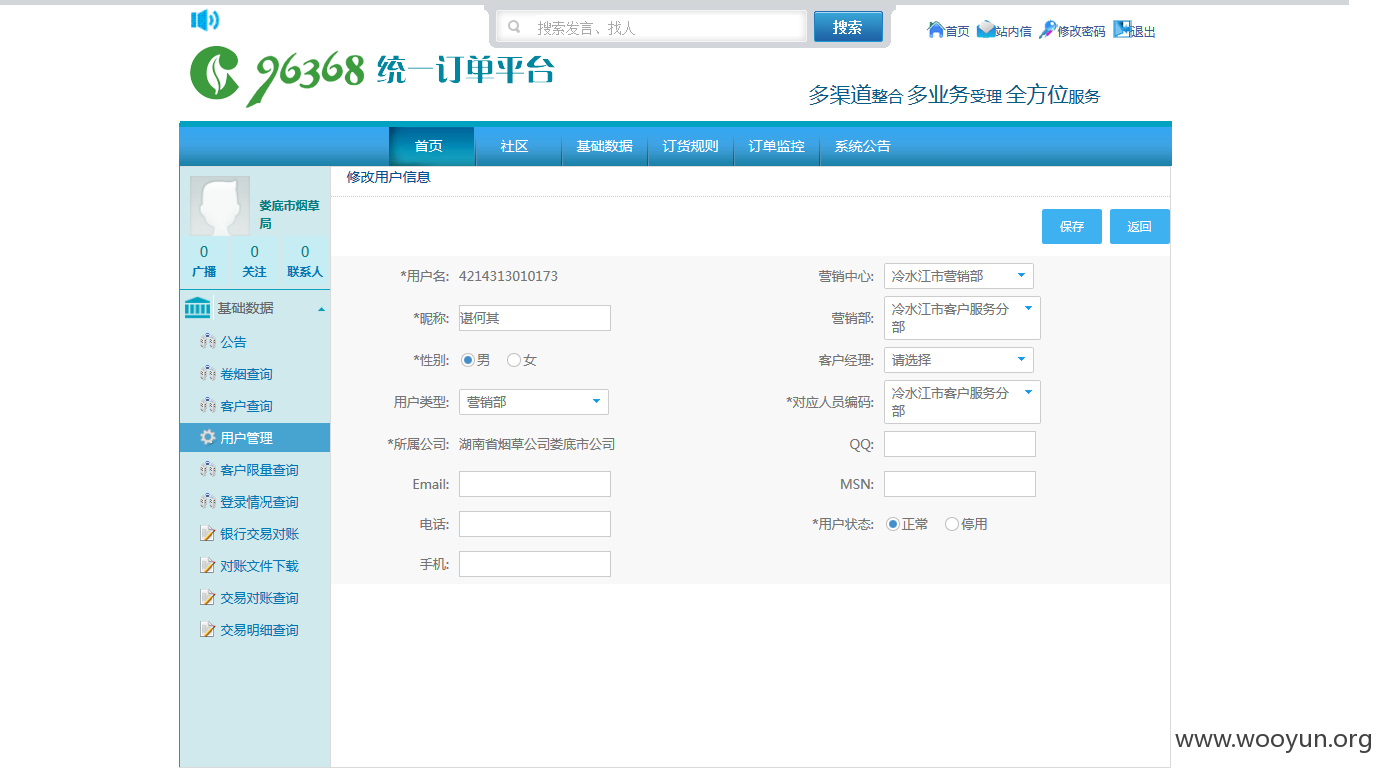 搜索发言、找人
搜索
首页 站内信 修改密码 退出
96368 统一订单平台
多渠道整合 多业务受理 全方位服务
首页 社区 基础数据 订货规则 订单监控 系统公告
娄底市烟草
局
0 0 0
广播 关注 联系人
基础数据
公告
卷烟查询
客户查询
用户管理
客户限量查询
登录情况查询
银行交易对账
对账文件下载
交易对账查询
交易明细查询
修改用户信息
保存 返回
*用户名: 4214313010173 营销中心: 冷水江市营销部
*昵称: 谌何其 营销部: 冷水江市客户服务分
部
*性别: 男 女 客户经理: 请选择
用户类型: 营销部 *对应人员编码: 冷水江市客户服务分
部
*所属公司: 湖南省烟草公司娄底市公司 QQ:
Email: MSN:
电话: *用户状态: 正常 停用
手机:
www.wooyun.org